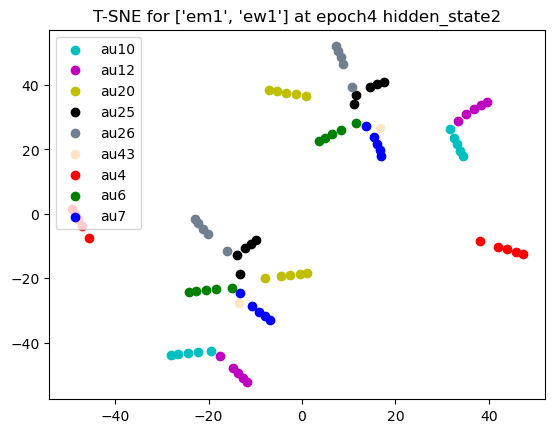 T-SNE for ['em1', 'ew1'] at epoch4 hidden_state2
au10
au12
au20
au25
au26
au43
au4
au6
au7
40
20
0
−20
−40
−40
−20
0
20
40